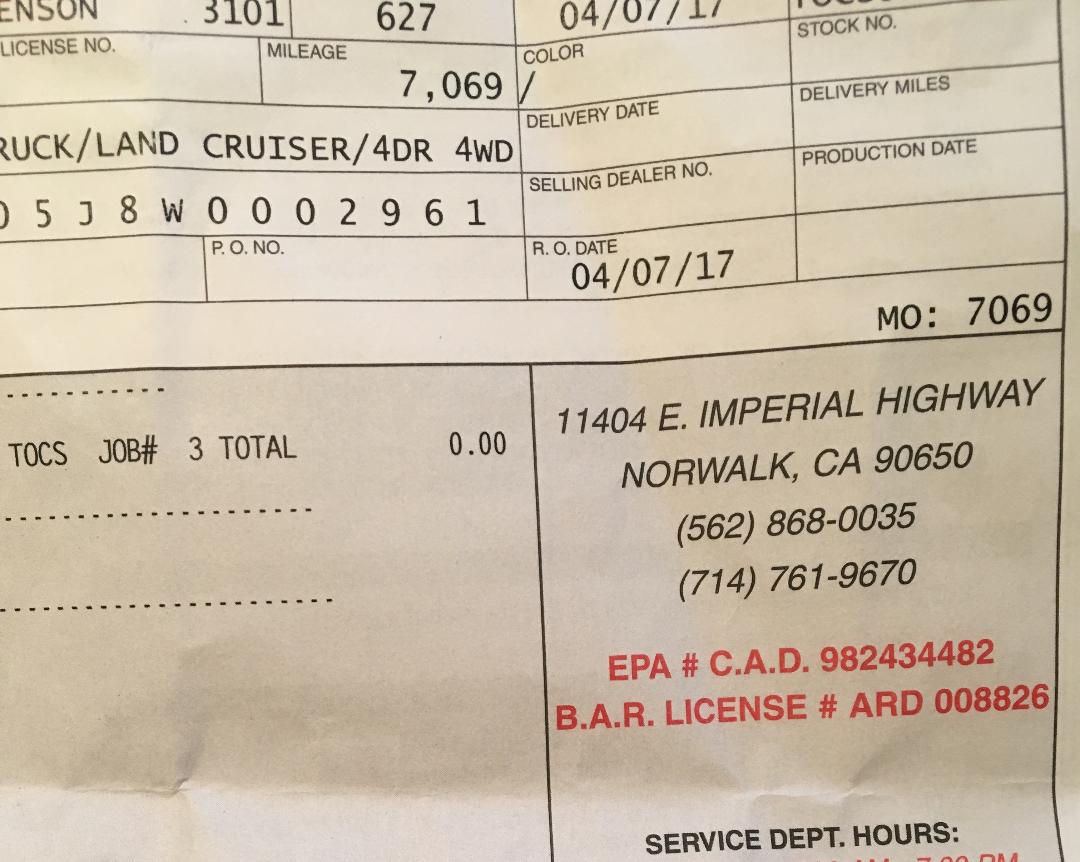 ENSON 3101 627 04/07/17
STOCK NO.
LICENSE NO. MILEAGE 7,069 COLOR /
DELIVERY DATE DELIVERY MILES
RUCK/LAND CRUISER/4DR 4WD
SELLING DEALER NO. PRODUCTION DATE
5 J 8 W 0 0 0 2 9 6 1
P. O. NO. R. O. DATE
04/07/17
MO: 7069
TOCS JOB# 3 TOTAL 0.00
11404 E. IMPERIAL HIGHWAY
NORWALK, CA 90650
(562) 868-0035
(714) 761-9670
EPA # C.A.D. 982434482
B.A.R. LICENSE # ARD 008826
SERVICE DEPT. HOURS: